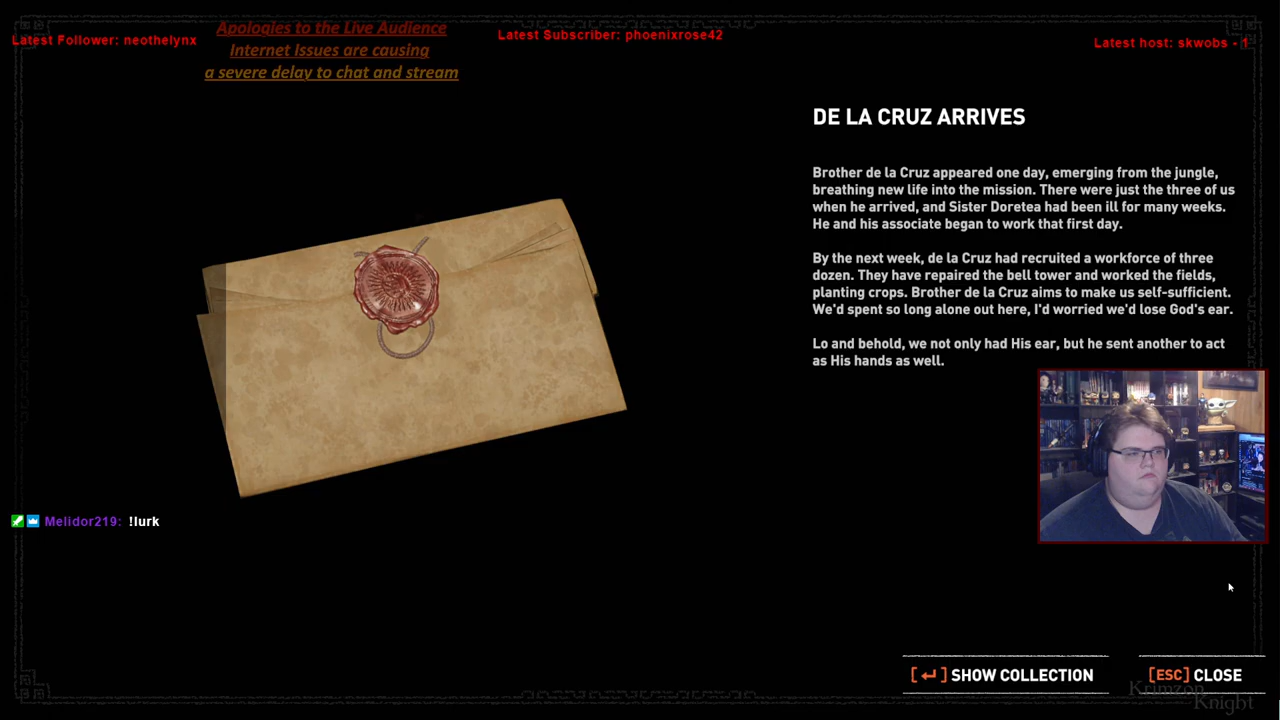 Apologies to the Live Audience
Internet Issues are causing
a severe delay to chat and stream
Latest Follower: neothelynx
Latest Subscriber: phoenixrose42
Latest host: skwobs - 1
DE LA CRUZ ARRIVES
Brother de la Cruz appeared one day, emerging from the jungle,
breathing new life into the mission. There were just the three of us
when he arrived, and Sister Doretea had been ill for many weeks.
He and his associate began to work that first day.
By the next week, de la Cruz had recruited a workforce of three
dozen. They have repaired the bell tower and worked the fields,
planting crops. Brother de la Cruz aims to make us self-sufficient.
We'd spent so long alone out here, I'd worried we'd lose God's ear.
Lo and behold, we not only had His ear, but he sent another to act
as His hands as well.
Melidor219: !lurk
[↵] SHOW COLLECTION
[ESC] CLOSE
Krimzon
Knight